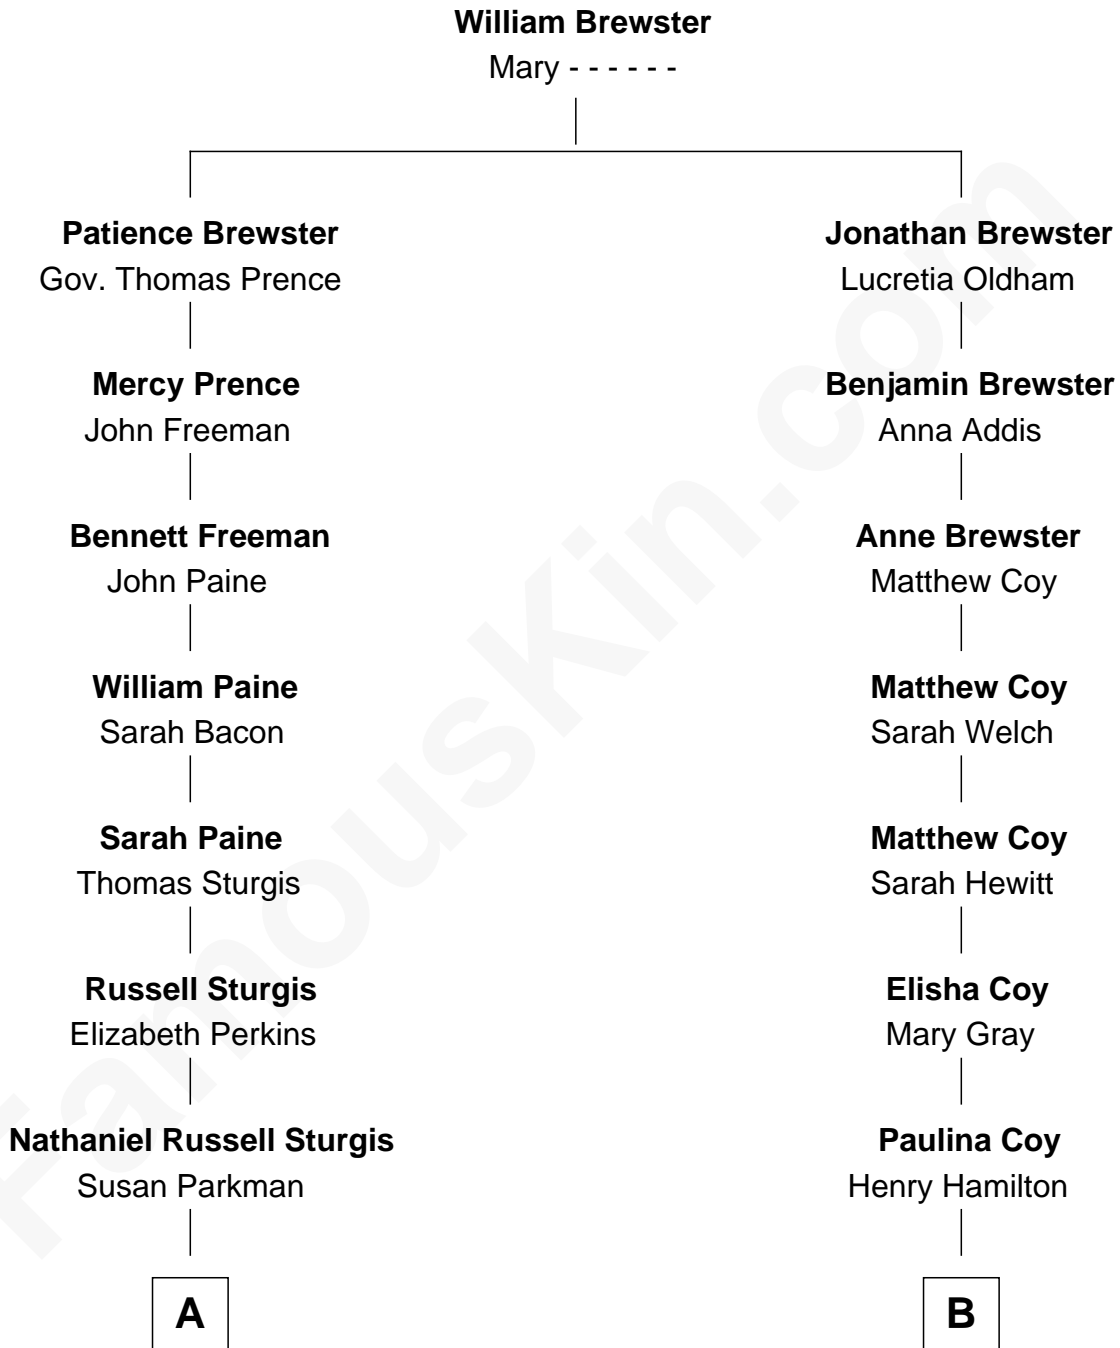 William Brewster
Mary - - - - - -
Patience Brewster
Gov. Thomas Prence
Jonathan Brewster
Lucretia Oldham
Mercy Prence
John Freeman
Benjamin Brewster
Anna Addis
Bennett Freeman
John Paine
Anne Brewster
Matthew Coy
William Paine
Sarah Bacon
Matthew Coy
Sarah Welch
Sarah Paine
Thomas Sturgis
Matthew Coy
Sarah Hewitt
Russell Sturgis
Elizabeth Perkins
Elisha Coy
Mary Gray
Nathaniel Russell Sturgis
Susan Parkman
Paulina Coy
Henry Hamilton
A
B
FamousKin.com